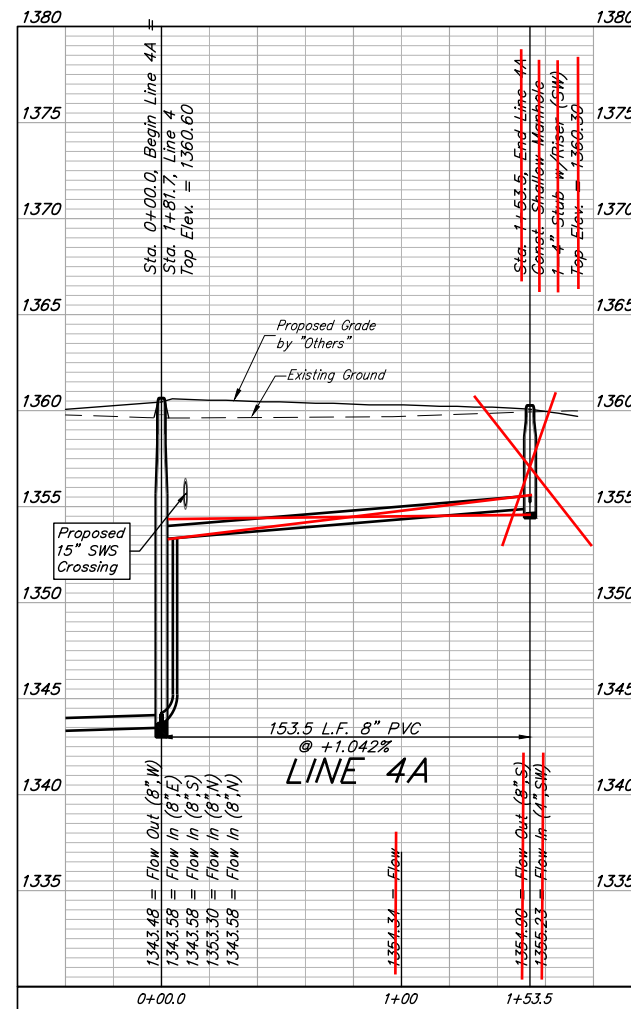 1380
1380
Sta. 0+00.0, Begin Line 4A =
Sta. 1+81.7, Line 4
Top Elev. = 1360.60
Sta. 1+53.5, End Line 4A
Const. Shallow Manhole
1-4" Stub w/Riser (SW)
Top Elev. = 1360.30
1375
1375
1370
1370
1365
1365
Proposed Grade
by "Others"
Existing Ground
1360
1360
1355
1355
Proposed
15" SWS
Crossing
1350
1350
1345
1345
153.5 L.F. 8" PVC
@ +1.042%
LINE 4A
1340
1340
1343.48 = Flow Out (8",W)
1343.58 = Flow In (8",E)
1343.58 = Flow In (8",S)
1353.30 = Flow In (8",N)
1343.58 = Flow In (8",N)
1354.34 = Flow
1354.90 = Flow Out (8",S)
1355.23 = Flow In (4",SW)
1335
1335
0+00.0
1+00
1+53.5